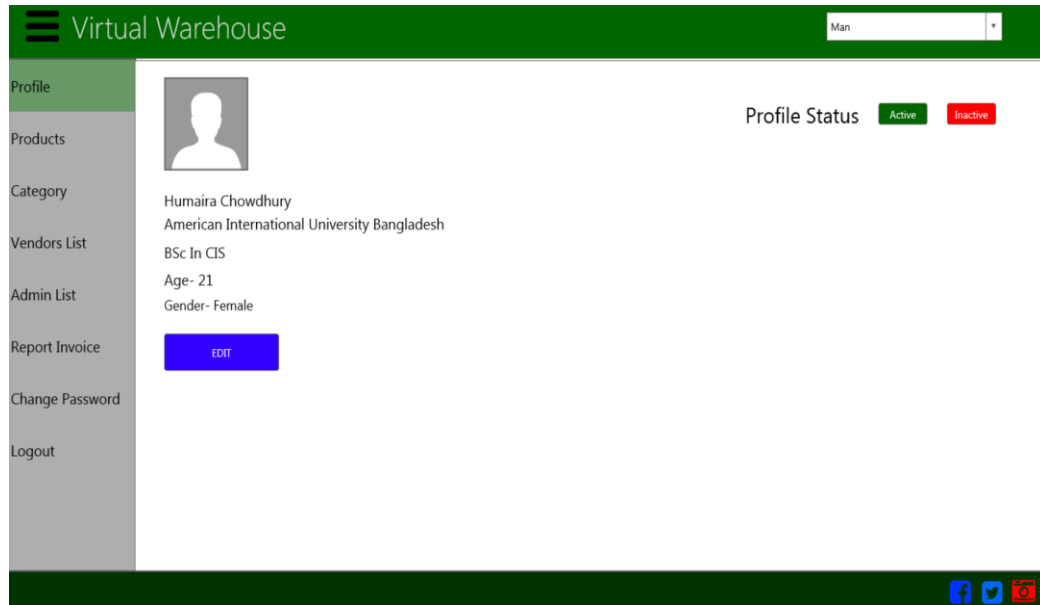 Virtual Warehouse
Man
Profile
Products
Category
Vendors List
Admin List
Report Invoice
Change Password
Logout
Profile Status
Active
Inactive
Humaira Chowdhury
American International University Bangladesh
BSc In CIS
Age- 21
Gender- Female
EDIT